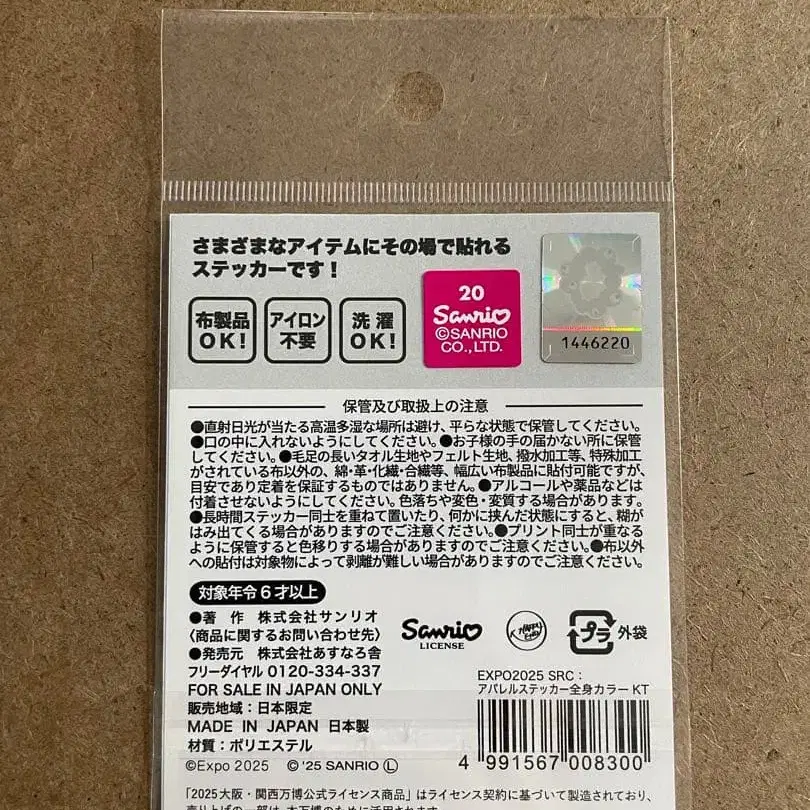 さまざまなアイテムにその場で貼れる
ステッカーです!
布製品
OK!
アイロン
不要
洗濯
OK!
20
Sanrio
©SANRIO
CO.,LTD.
1446220
保管及び取扱上の注意
●直射日光が当たる高温多湿な場所は避け、平らな状態で保管してください。
●口の中に入れないようにしてください。●お子様の手の届かない所に保管
してください。●毛足の長いタオル生地やフェルト生地、撥水加工等、特殊加工
がされている布以外の、綿・革・化繊・合繊等、幅広い布製品に貼付可能ですが、
目安であり定着を保証するものではありません。●アルコールや薬品などは
付着させないようにしてください。色落ちや変色・変質する場合があります。
●長時間ステッカー同士を重ねて置いたり、何かに挟んだ状態にすると、糊が
はみ出てくる場合がありますのでご注意ください。●プリント同士が重なる
ように保管すると色移りする場合がありますのでご注意ください。●布以外
への貼付は対象物によって剥離が難しい場合がありますのでご注意ください。
対象年令6才以上
●著 作 株式会社サンリオ
〈商品に関するお問い合わせ先〉
●発売元 株式会社あすなろ舎
フリーダイヤル 0120-334-337
FOR SALE IN JAPAN ONLY
販売地域:日本限定
MADE IN JAPAN 日本製
材質:ポリエステル
©Expo 2025 ©'25 SANRIO Ⓛ
Sanrio
LICENSE
プラ 外袋
EXPO2025 SRC:
アパレルステッカー全身カラー KT
4 991567 008300
「2025大阪・関西万博公式ライセンス商品」はライセンス契約に基づいて製造されており、
売り上げの一部は、本万博のために活用されます。